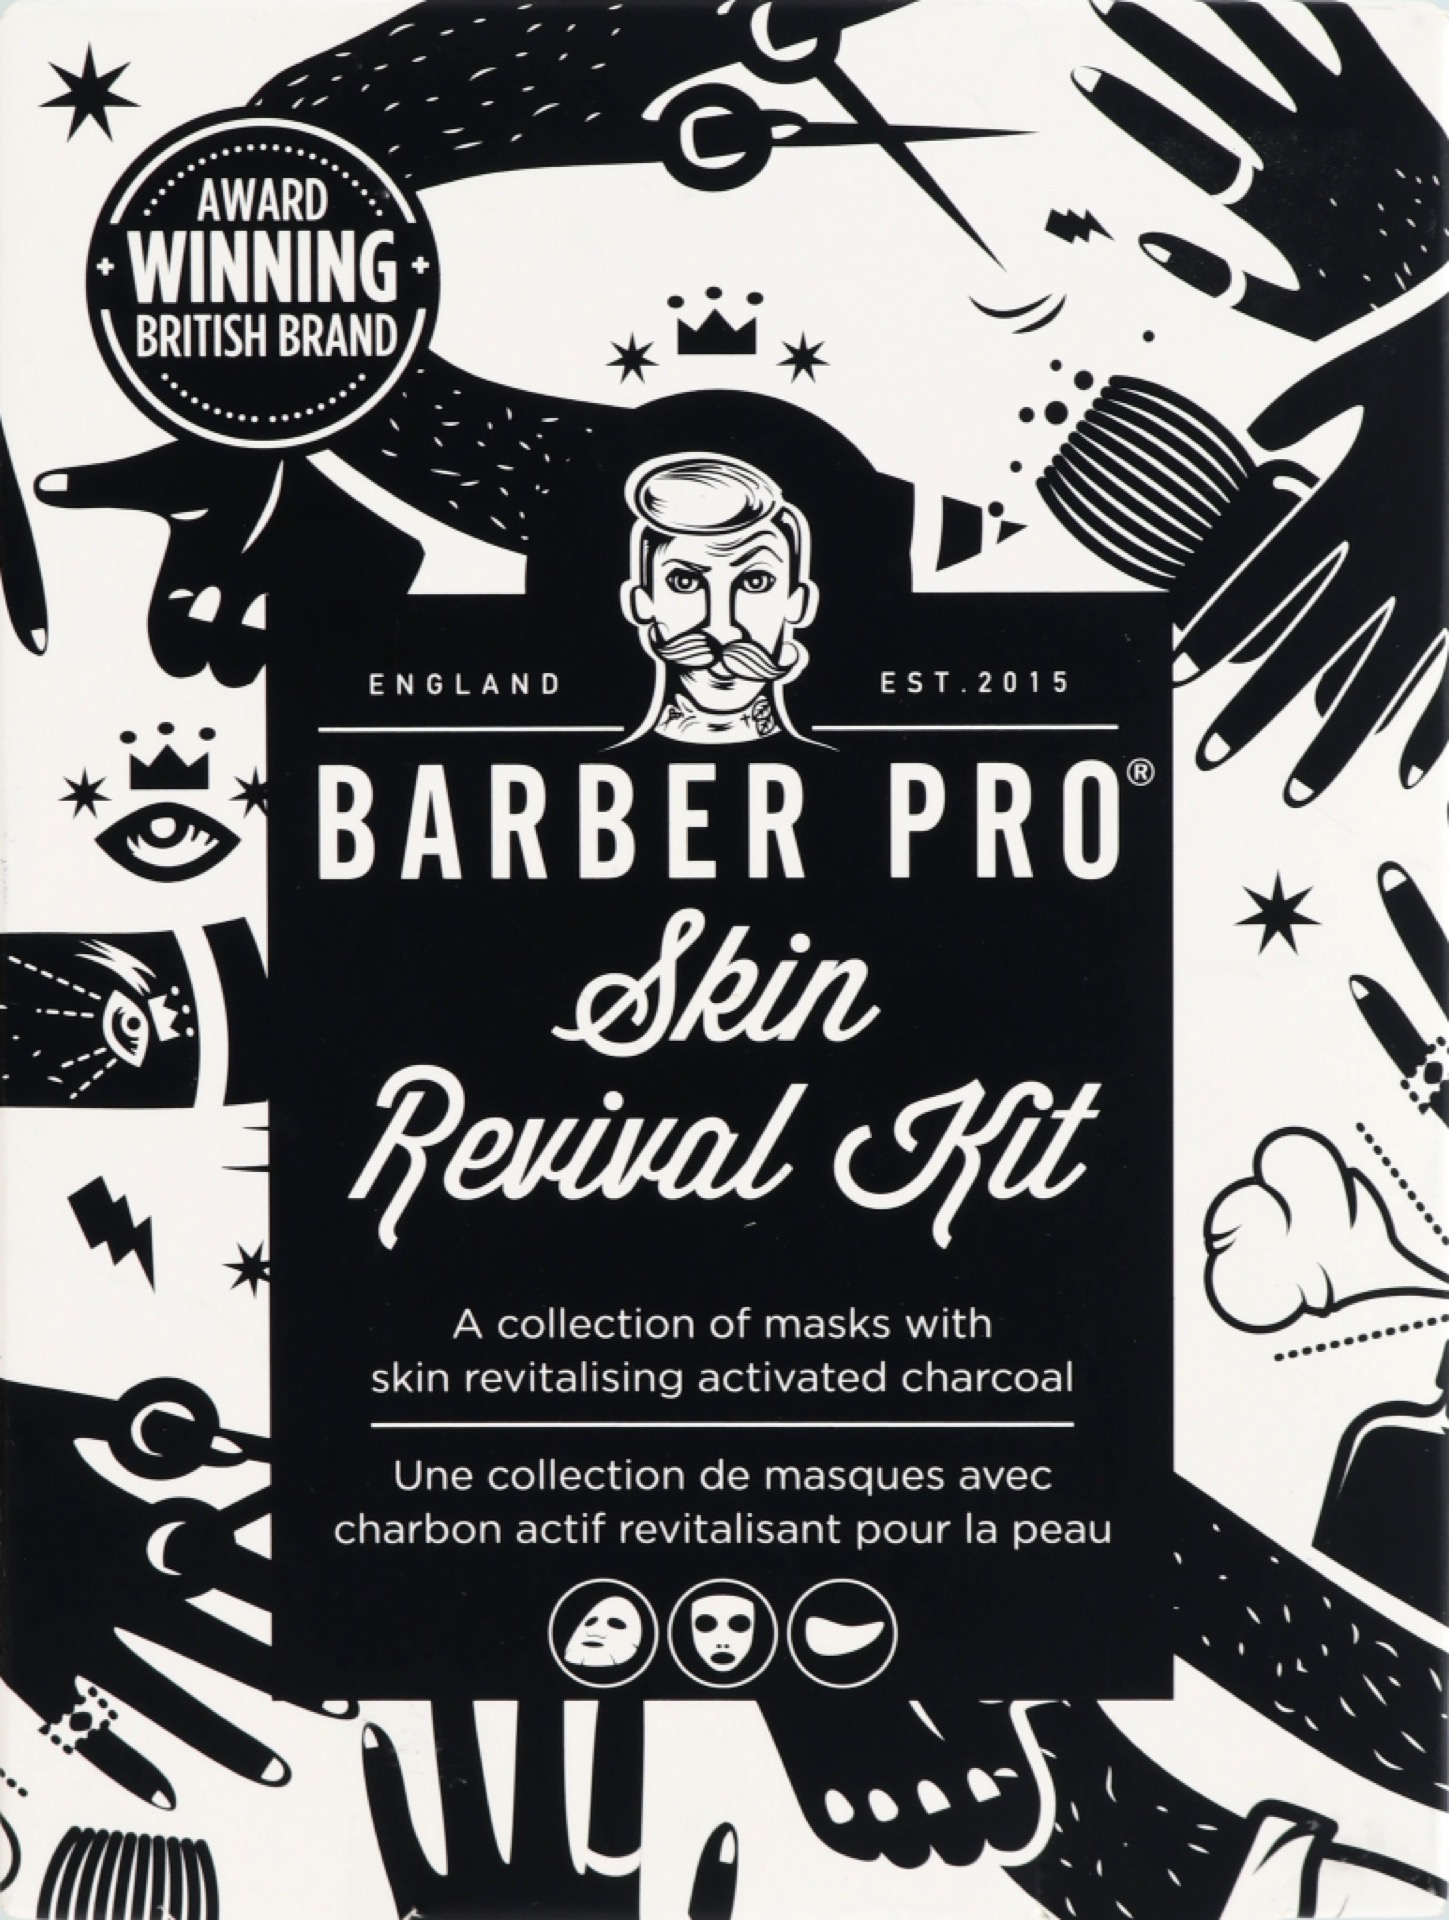 AWARD
WINNING
BRITISH BRAND
ENGLAND
EST.2015
BARBER PRO®
Skin
Revival Kit
A collection of masks with
skin revitalising activated charcoal
Une collection de masques avec
charbon actif revitalisant pour la peau